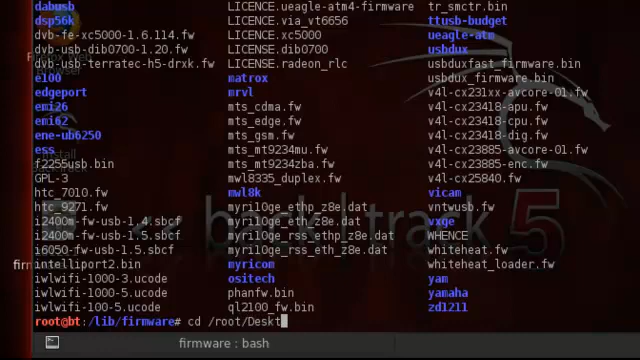 dabusb LICENCE.ueagle-atm4-firmware tr_smctr.bin
dsp56k LICENCE.via_vt6656 ttusb-budget
dvb-fe-xc5000-1.6.114.fw LICENCE.xc5000 ueagle-atm
dvb-usb-dib0700-1.20.fw LICENSE.dib0700 usbdux
dvb-usb-terratec-h5-drxk.fw LICENSE.radeon_rlc usbduxfast_firmware.bin
e100 matrox usbdux_firmware.bin
edgeport mrvl v4l-cx231xx-avcore-01.fw
emi26 mts_cdma.fw v4l-cx23418-apu.fw
emi62 mts_edge.fw v4l-cx23418-cpu.fw
ene-ub6250 mts_gsm.fw v4l-cx23418-dig.fw
ess mts_mt9234mu.fw v4l-cx23885-avcore-01.fw
f2255usb.bin mts_mt9234zba.fw v4l-cx23885-enc.fw
GPL-3 mwl8335_duplex.fw v4l-cx25840.fw
htc_7010.fw mwl8k vicam
htc_9271.fw myri10ge_ethp_z8e.dat vntwusb.fw
i2400m-fw-usb-1.4.sbcf myri10ge_eth_z8e.dat vxge
i2400m-fw-usb-1.5.sbcf myri10ge_rss_ethp_z8e.dat WHENCE
i6050-fw-usb-1.5.sbcf myri10ge_rss_eth_z8e.dat whiteheat.fw
intelliport2.bin myricom whiteheat_loader.fw
iwlwifi-1000-3.ucode ositech yam
iwlwifi-1000-5.ucode phanfw.bin yamaha
iwlwifi-100-5.ucode ql2100_fw.bin zd1211
root@bt:/lib/firmware# cd /root/Deskt
<< back | track 5
firmware : bash